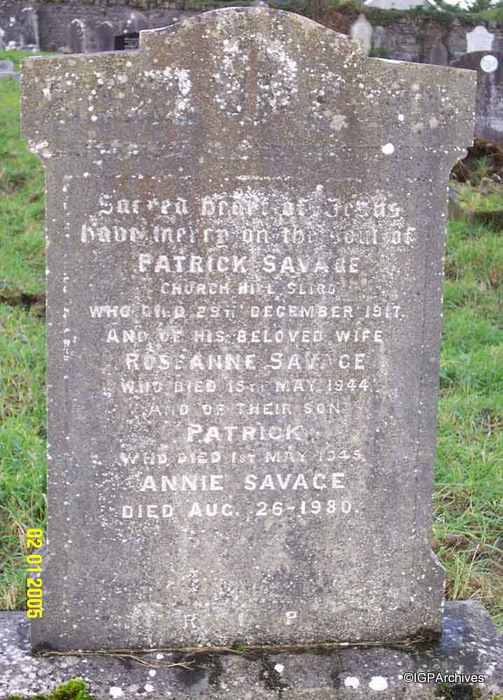 Sacred Heart of Jesus
have mercy on the soul of
PATRICK SAVAGE
CHURCH HILL SLIGO
WHO DIED 29TH DECEMBER 1917.
AND OF HIS BELOVED WIFE
ROSEANNE SAVAGE
WHO DIED 15TH MAY 1944
AND OF THEIR SON
PATRICK
WHO DIED 1ST MAY 1945.
ANNIE SAVAGE
DIED AUG. 26-1980.
R I P
02 01 2005
©IGPArchives